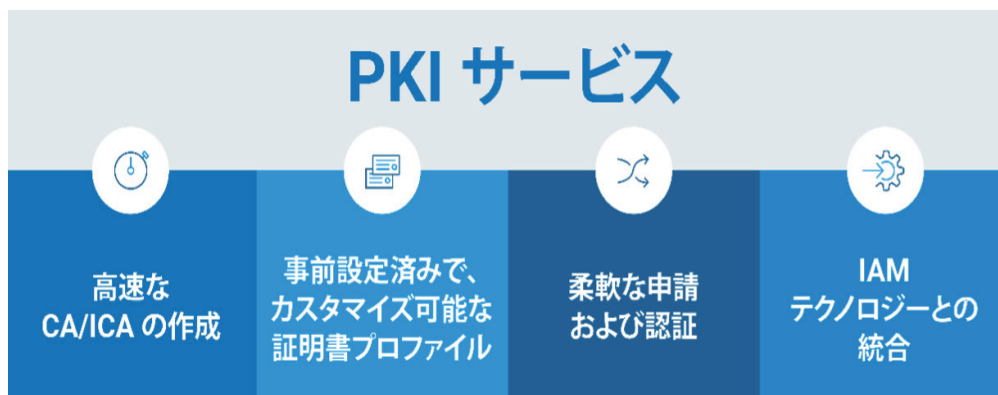 PKI サービス
高速な
CA/ICA の作成
事前設定済みで、
カスタマイズ可能な
証明書プロファイル
柔軟な申請
および認証
IAM
テクノロジーとの
統合